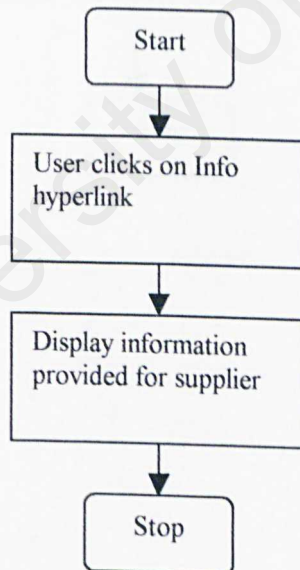 Start
User clicks on Info
hyperlink
Display information
provided for supplier
Stop